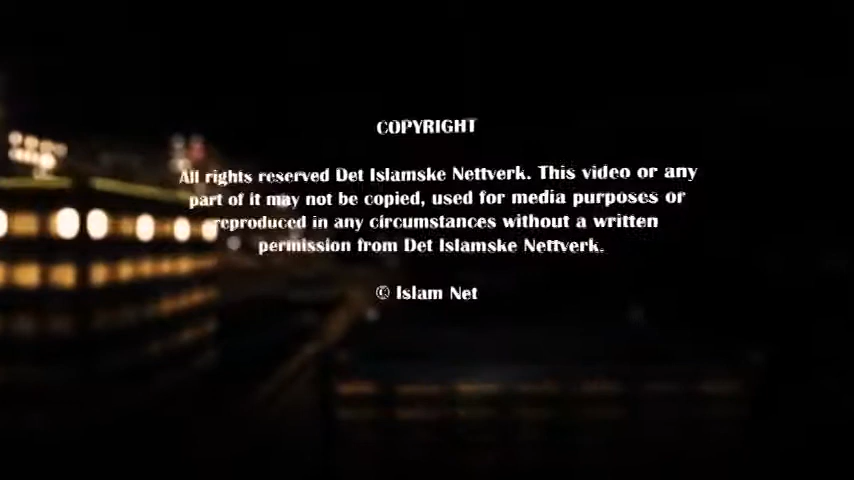 COPYRIGHT
All rights reserved Det Islamske Nettverk. This video or any
part of it may not be copied, used for media purposes or
reproduced in any circumstances without a written
permission from Det Islamske Nettverk.
© Islam Net